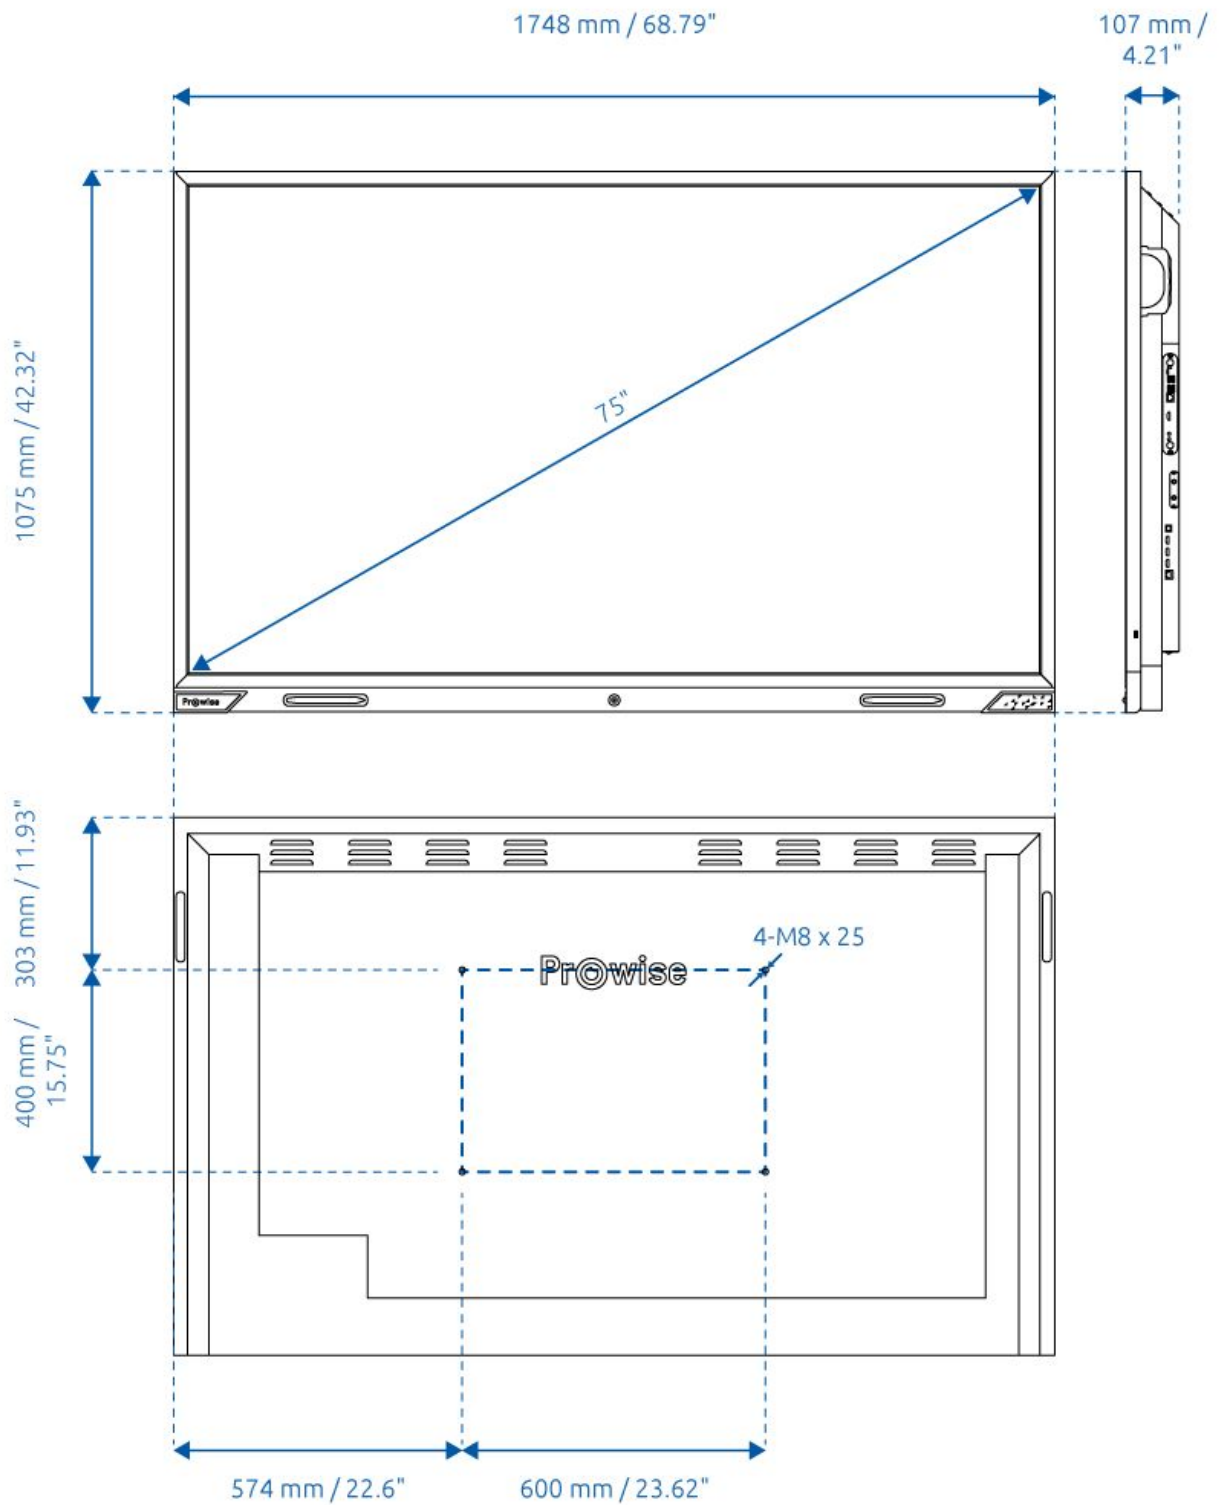 1748 mm / 68.79"
107 mm /
4.21"
1075 mm / 42.32"
75"
Prowise
303 mm / 11.93"
4-M8 x 25
Prowise
400 mm /
15.75"
574 mm / 22.6"
600 mm / 23.62"